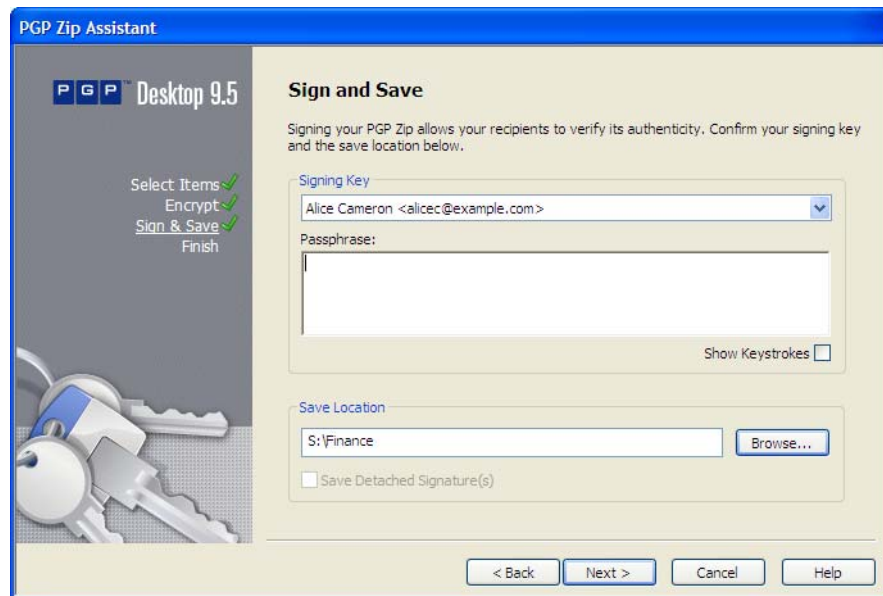 PGP Zip Assistant
PGP™ Desktop 9.5
Select Items
Encrypt
Sign & Save
Finish
Sign and Save
Signing your PGP Zip allows your recipients to verify its authenticity. Confirm your signing key
and the save location below.
Signing Key
Alice Cameron <alicec@example.com>
Passphrase:
Show Keystrokes
Save Location
S:\Finance
Browse...
Save Detached Signature(s)
< Back
Next >
Cancel
Help